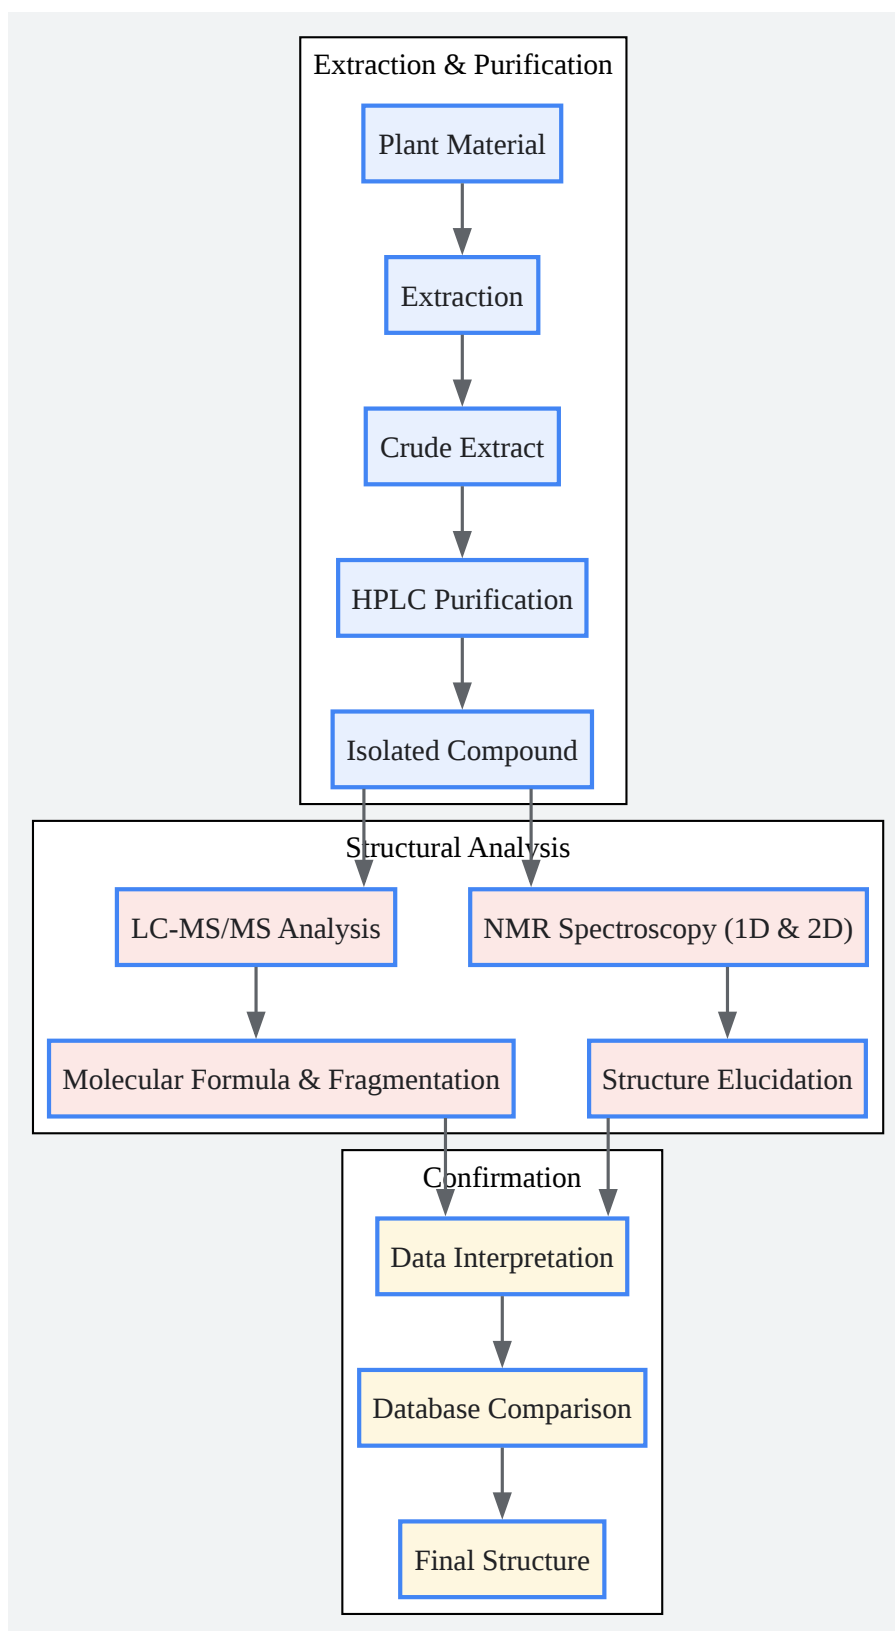 Extraction & Purification
Plant Material
Extraction
Crude Extract
HPLC Purification
Isolated Compound
Structural Analysis
LC-MS/MS Analysis
NMR Spectroscopy (1D & 2D)
Molecular Formula & Fragmentation
Structure Elucidation
Confirmation
Data Interpretation
Database Comparison
Final Structure